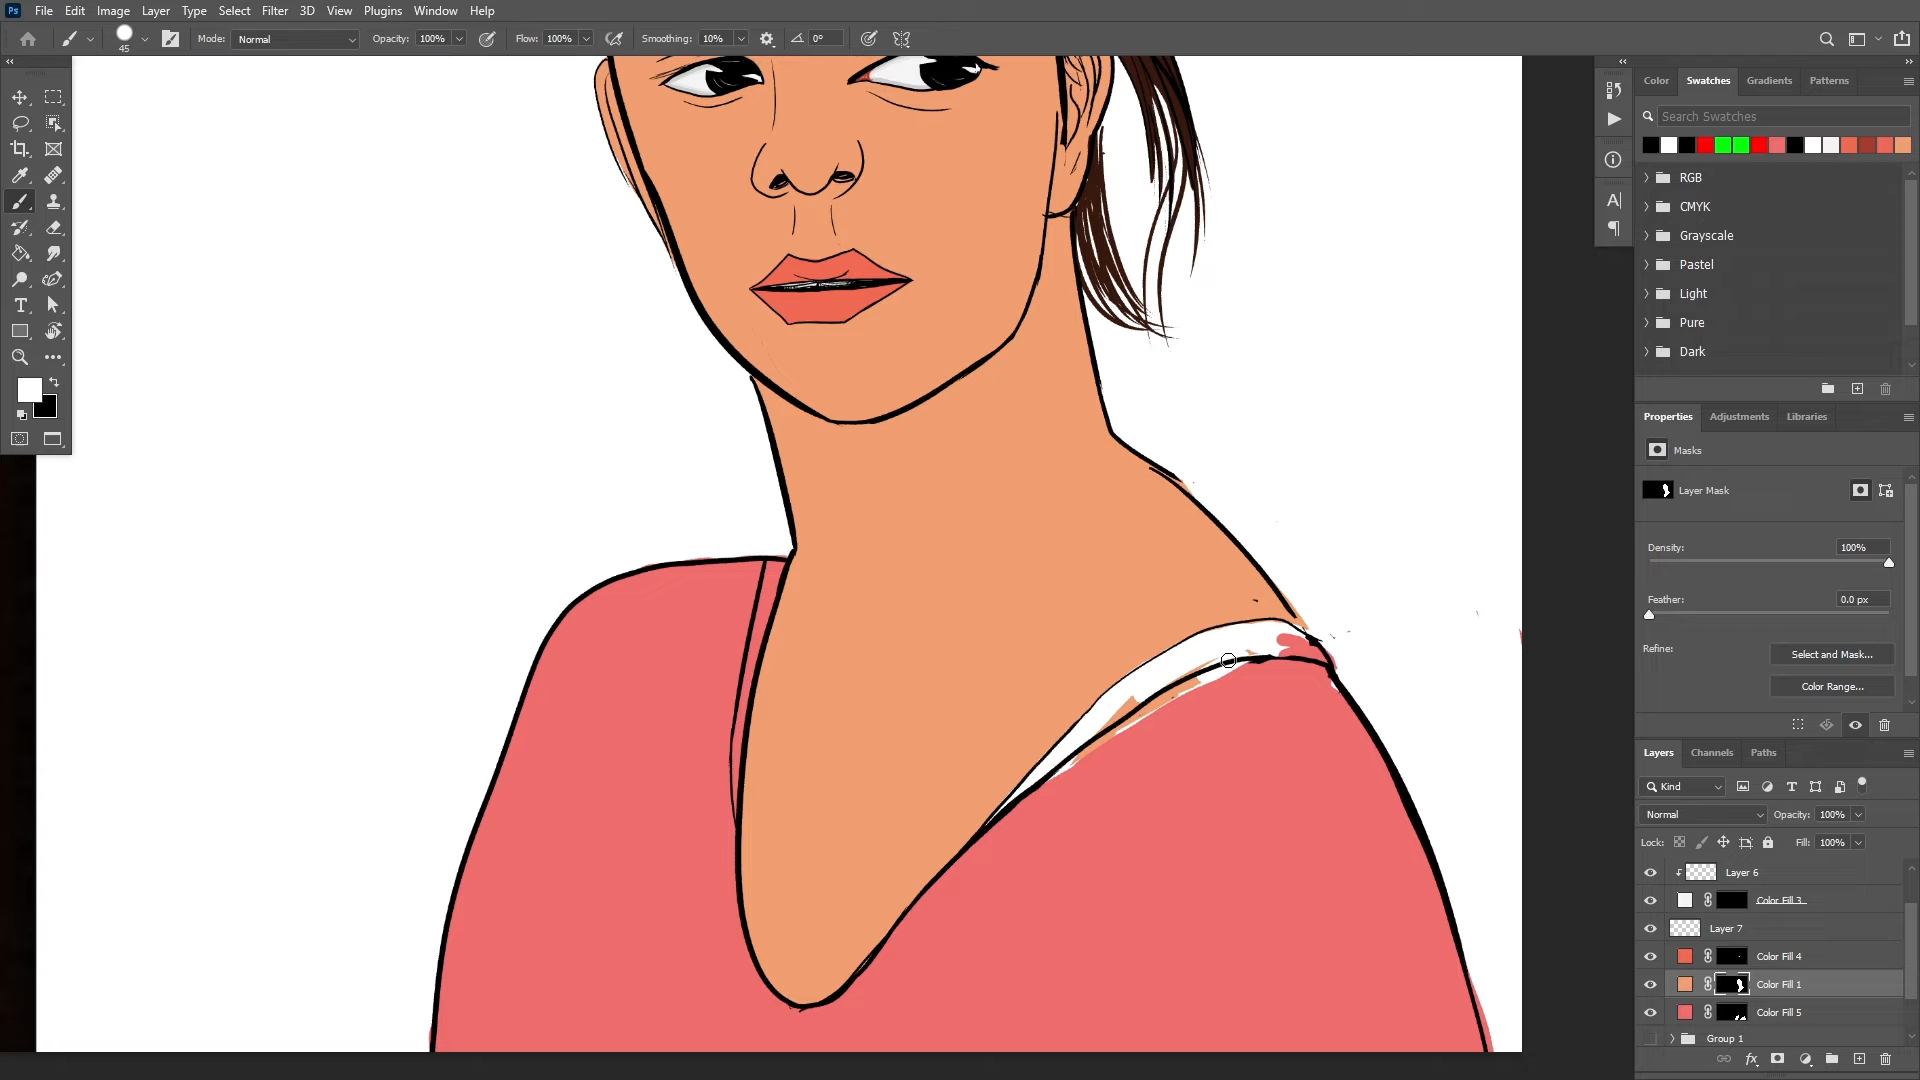 Ps File Edit Image Layer Type Select Filter 3D View Plugins Window Help
45 Mode: Normal Opacity: 100% Flow: 100% Smoothing: 10% 0°
Color Swatches Gradients Patterns
Search Swatches
RGB
CMYK
Grayscale
Pastel
Light
Pure
Dark
Properties Adjustments Libraries
Masks
Layer Mask
Density: 100%
Feather: 0.0 px
Refine: Select and Mask...
Color Range...
Layers Channels Paths
Kind
Normal Opacity: 100%
Lock: Fill: 100%
Layer 6
Color Fill 3
Layer 7
Color Fill 4
Color Fill 1
Color Fill 5
Group 1
fx